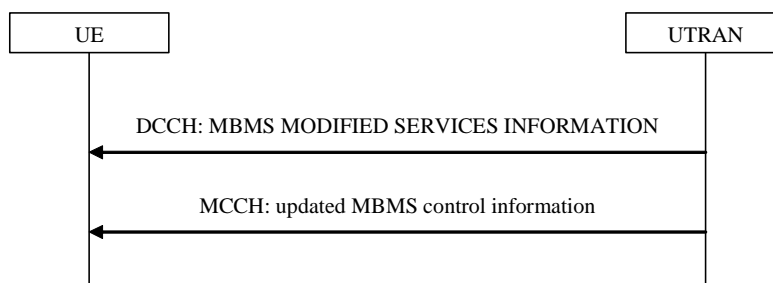 UE
UTRAN
DCCH: MBMS MODIFIED SERVICES INFORMATION
MCCH: updated MBMS control information